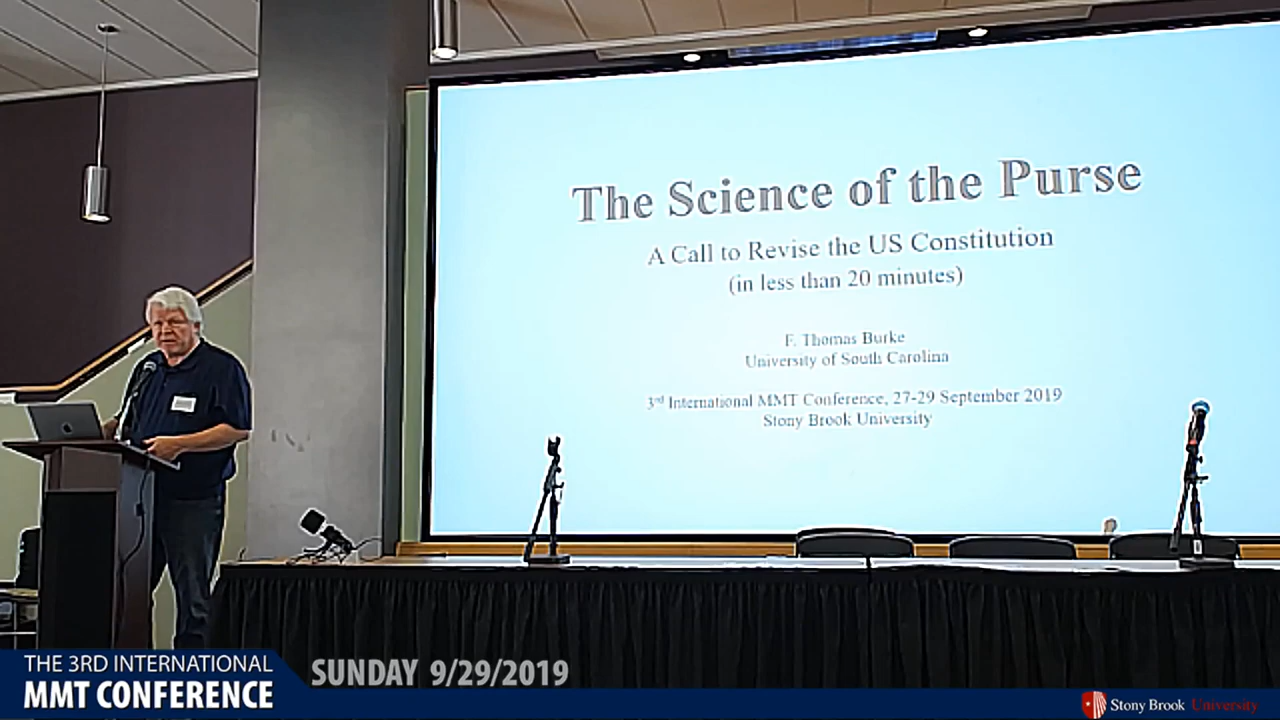 The Science of the Purse
A Call to Revise the US Constitution
(in less than 20 minutes)
F. Thomas Burke
University of South Carolina
3rd International MMT Conference, 27-29 September 2019
Stony Brook University
THE 3RD INTERNATIONAL
MMT CONFERENCE
SUNDAY 9/29/2019
Stony Brook University